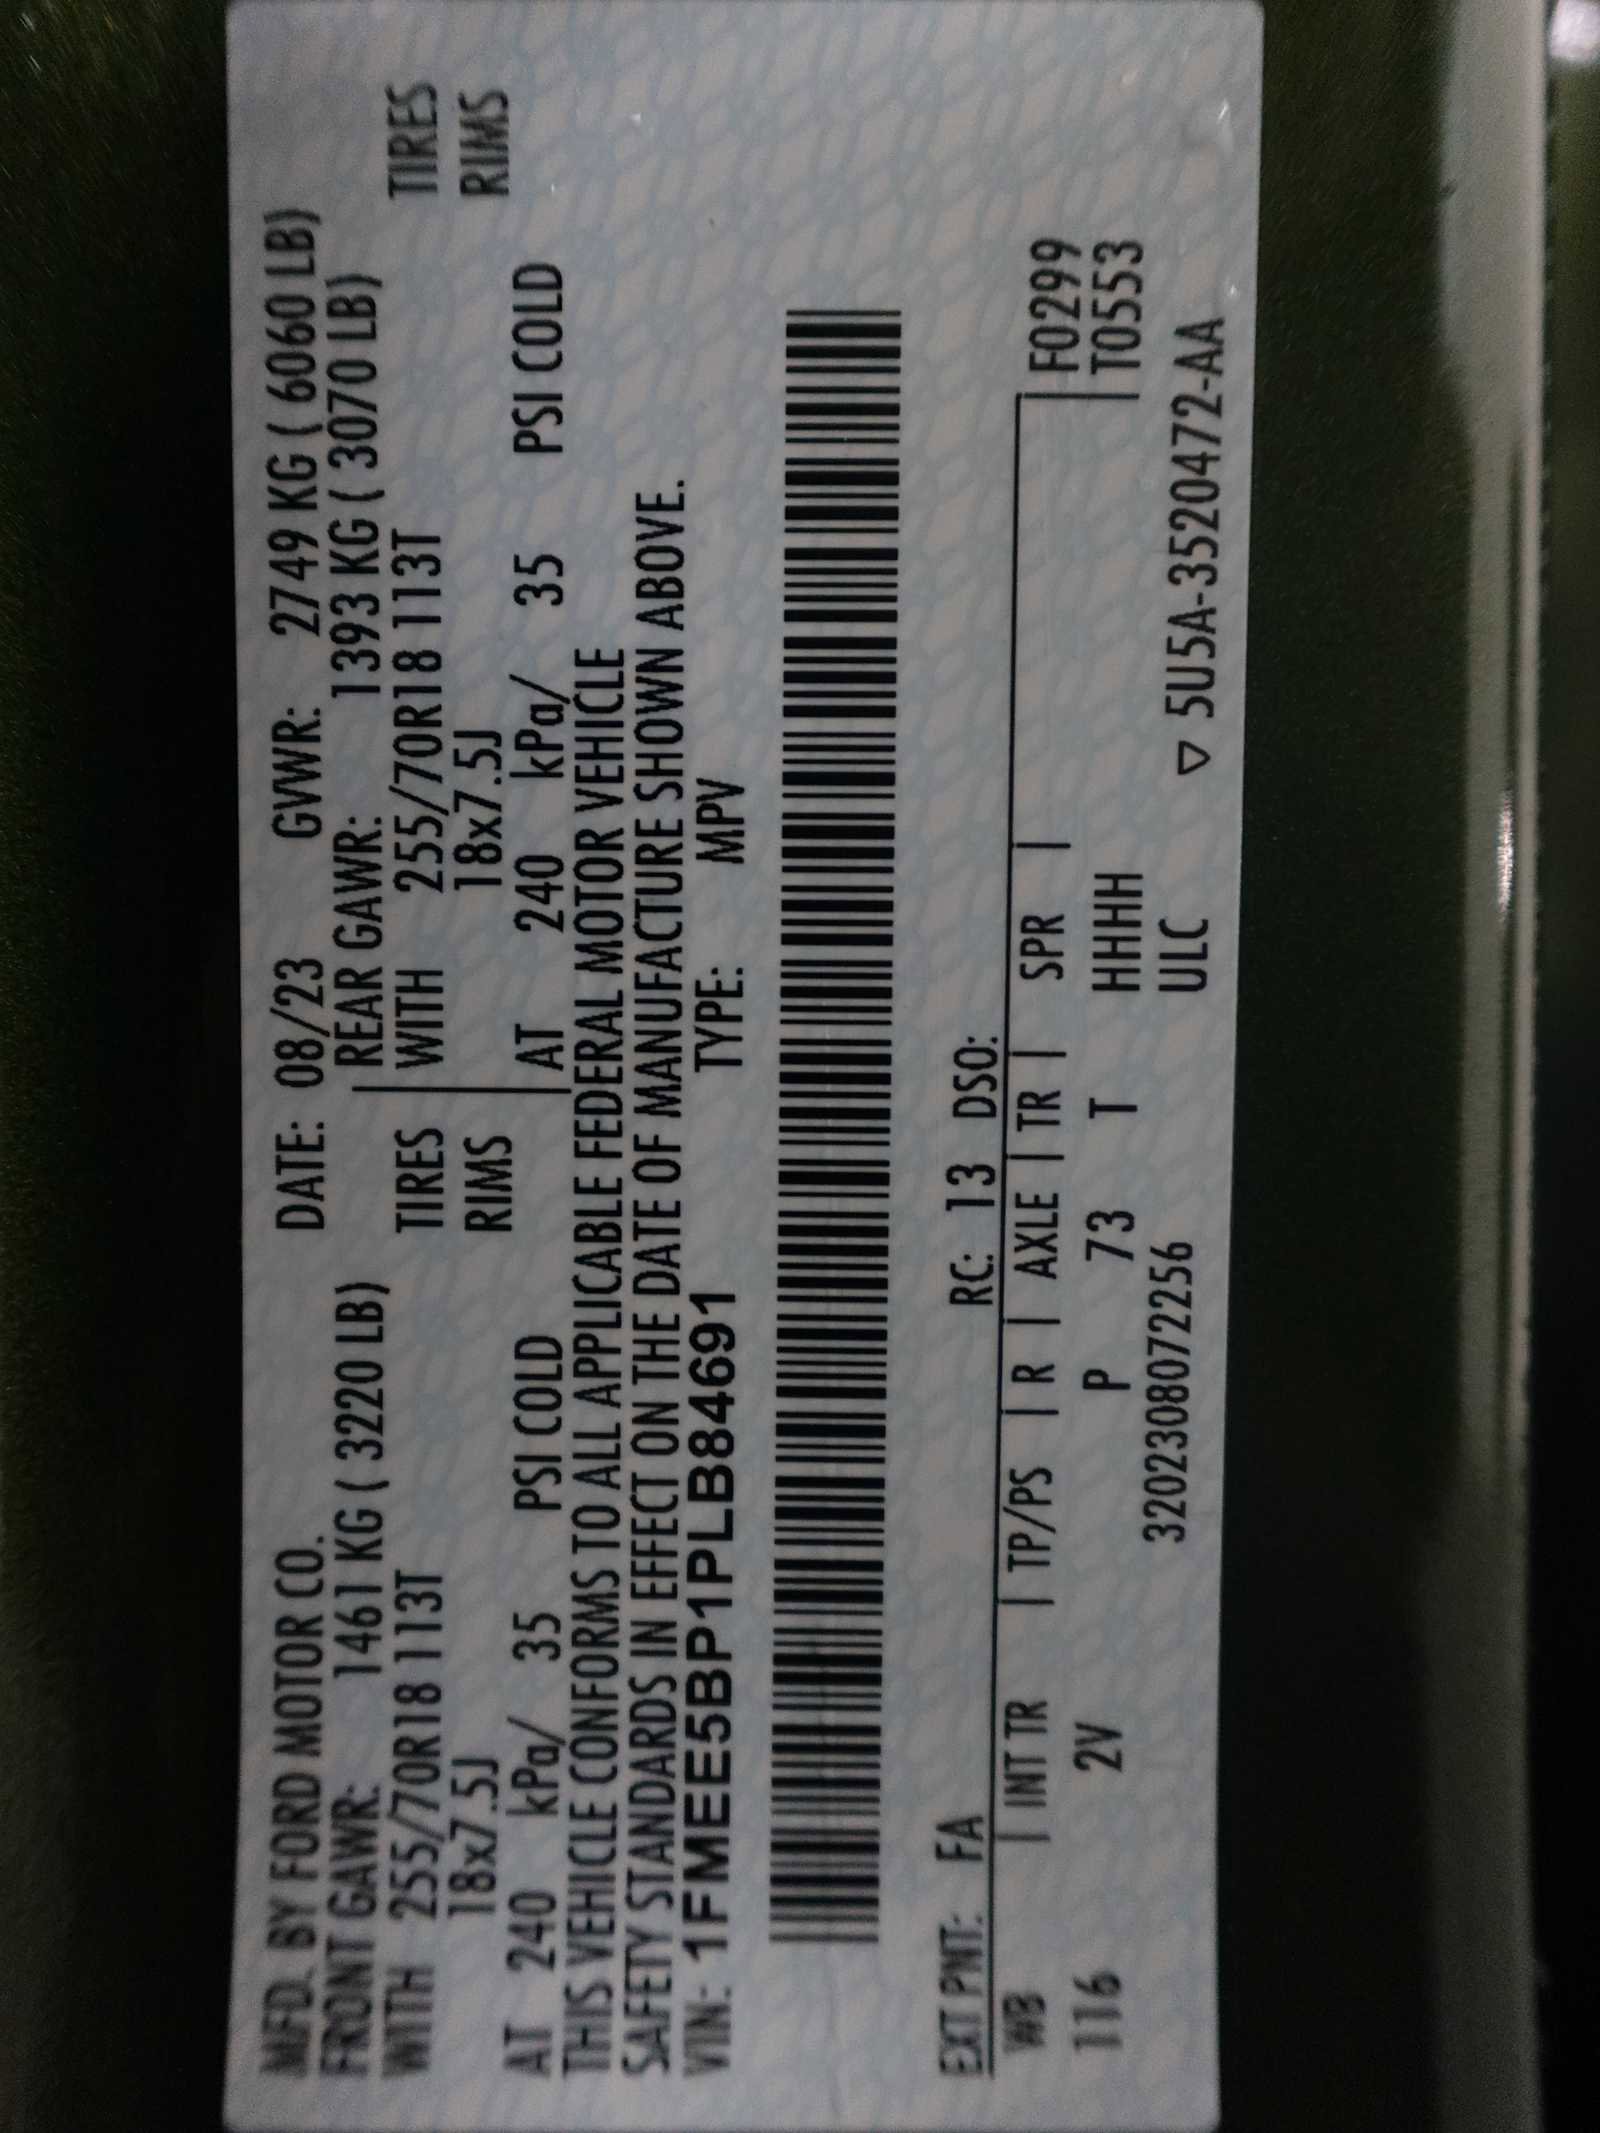 MFD. BY FORD MOTOR CO. DATE: 08/23 GVWR: 2749 KG ( 6060 LB)
FRONT GAWR: 1461 KG ( 3220 LB) REAR GAWR: 1393 KG ( 3070 LB)
WITH 255/70R18 113T TIRES WITH 255/70R18 113T TIRES
18x7.5J RIMS 18x7.5J RIMS
AT 240 kPa/ 35 PSI COLD AT 240 kPa/ 35 PSI COLD
THIS VEHICLE CONFORMS TO ALL APPLICABLE FEDERAL MOTOR VEHICLE
SAFETY STANDARDS IN EFFECT ON THE DATE OF MANUFACTURE SHOWN ABOVE.
VIN: 1FMEE5BP1PLB84691 TYPE: MPV
EXT PNT: FA RC: 13 DSO:
WB | INT TR | TP/PS | R | AXLE | TR | SPR | F0299
116 2V P 73 T HHHH T0553
320230807 2256 ULC ▽ 5U5A-3520472-AA